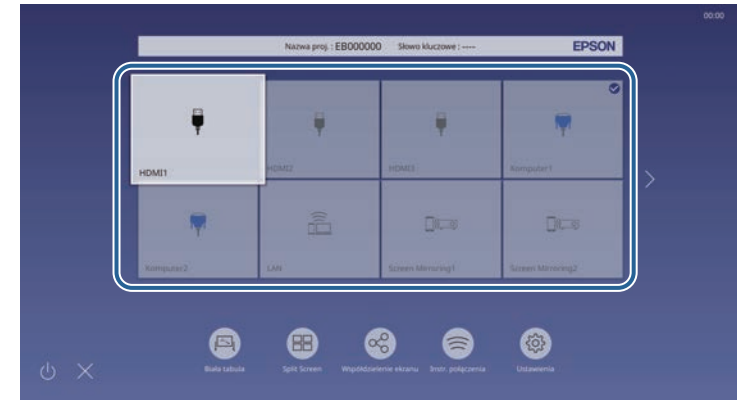 00:00
Nazwa proj. : EB000000 Słowo kluczowe : ---- EPSON
HDMI1 HDMI2 HDMI3 Komputer1
Komputer2 LAN Screen Mirroring1 Screen Mirroring2
Biała tabula Split Screen Współdzielenie ekranu Instr. połączenia Ustawienia